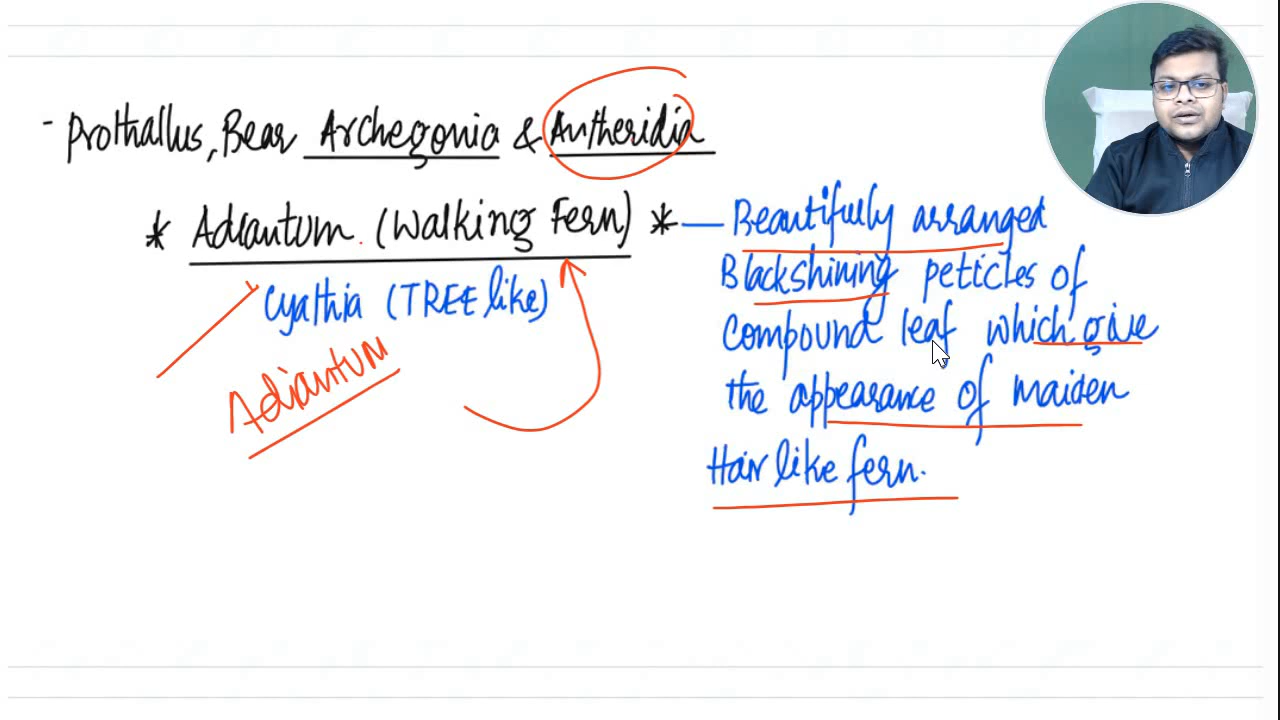 - Prothallus, Bear Archegonia & Antheridia
* Adiantum. (Walking Fern) * — Beautifully arranged
Blackshining peticles of
Cyathia (TREE like)
compound leaf which give
Adiantum
the appearance of maiden
Hair like fern.